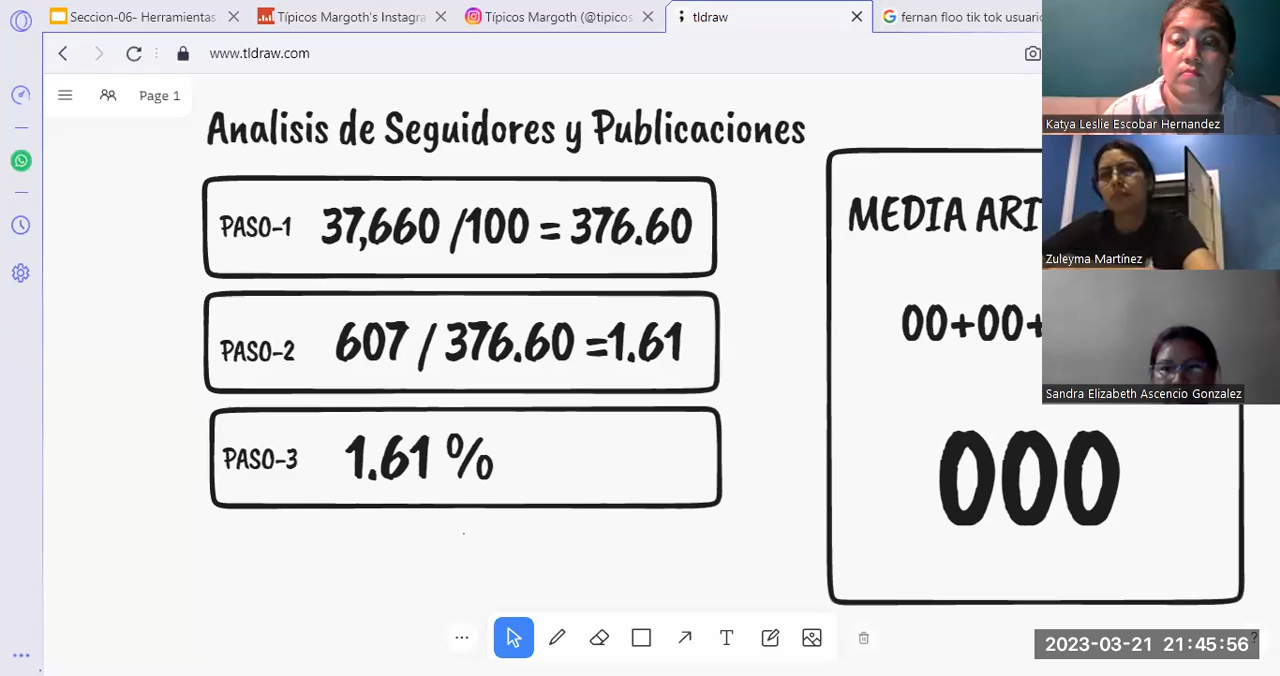 Seccion-06- Herramientas
Típicos Margoth's Instagra
Típicos Margoth (@tipicos
tldraw
fernan floo tik tok usuario
www.tldraw.com
Page 1
Analisis de Seguidores y Publicaciones
PASO-1 37,660 /100 = 376.60
PASO-2 607 / 376.60 =1.61
PASO-3 1.61 %
MEDIA ARI
00+00+
000
Katya Leslie Escobar Hernandez
Zuleyma Martínez
Sandra Elizabeth Ascencio Gonzalez
T
2023-03-21 21:45:56
?